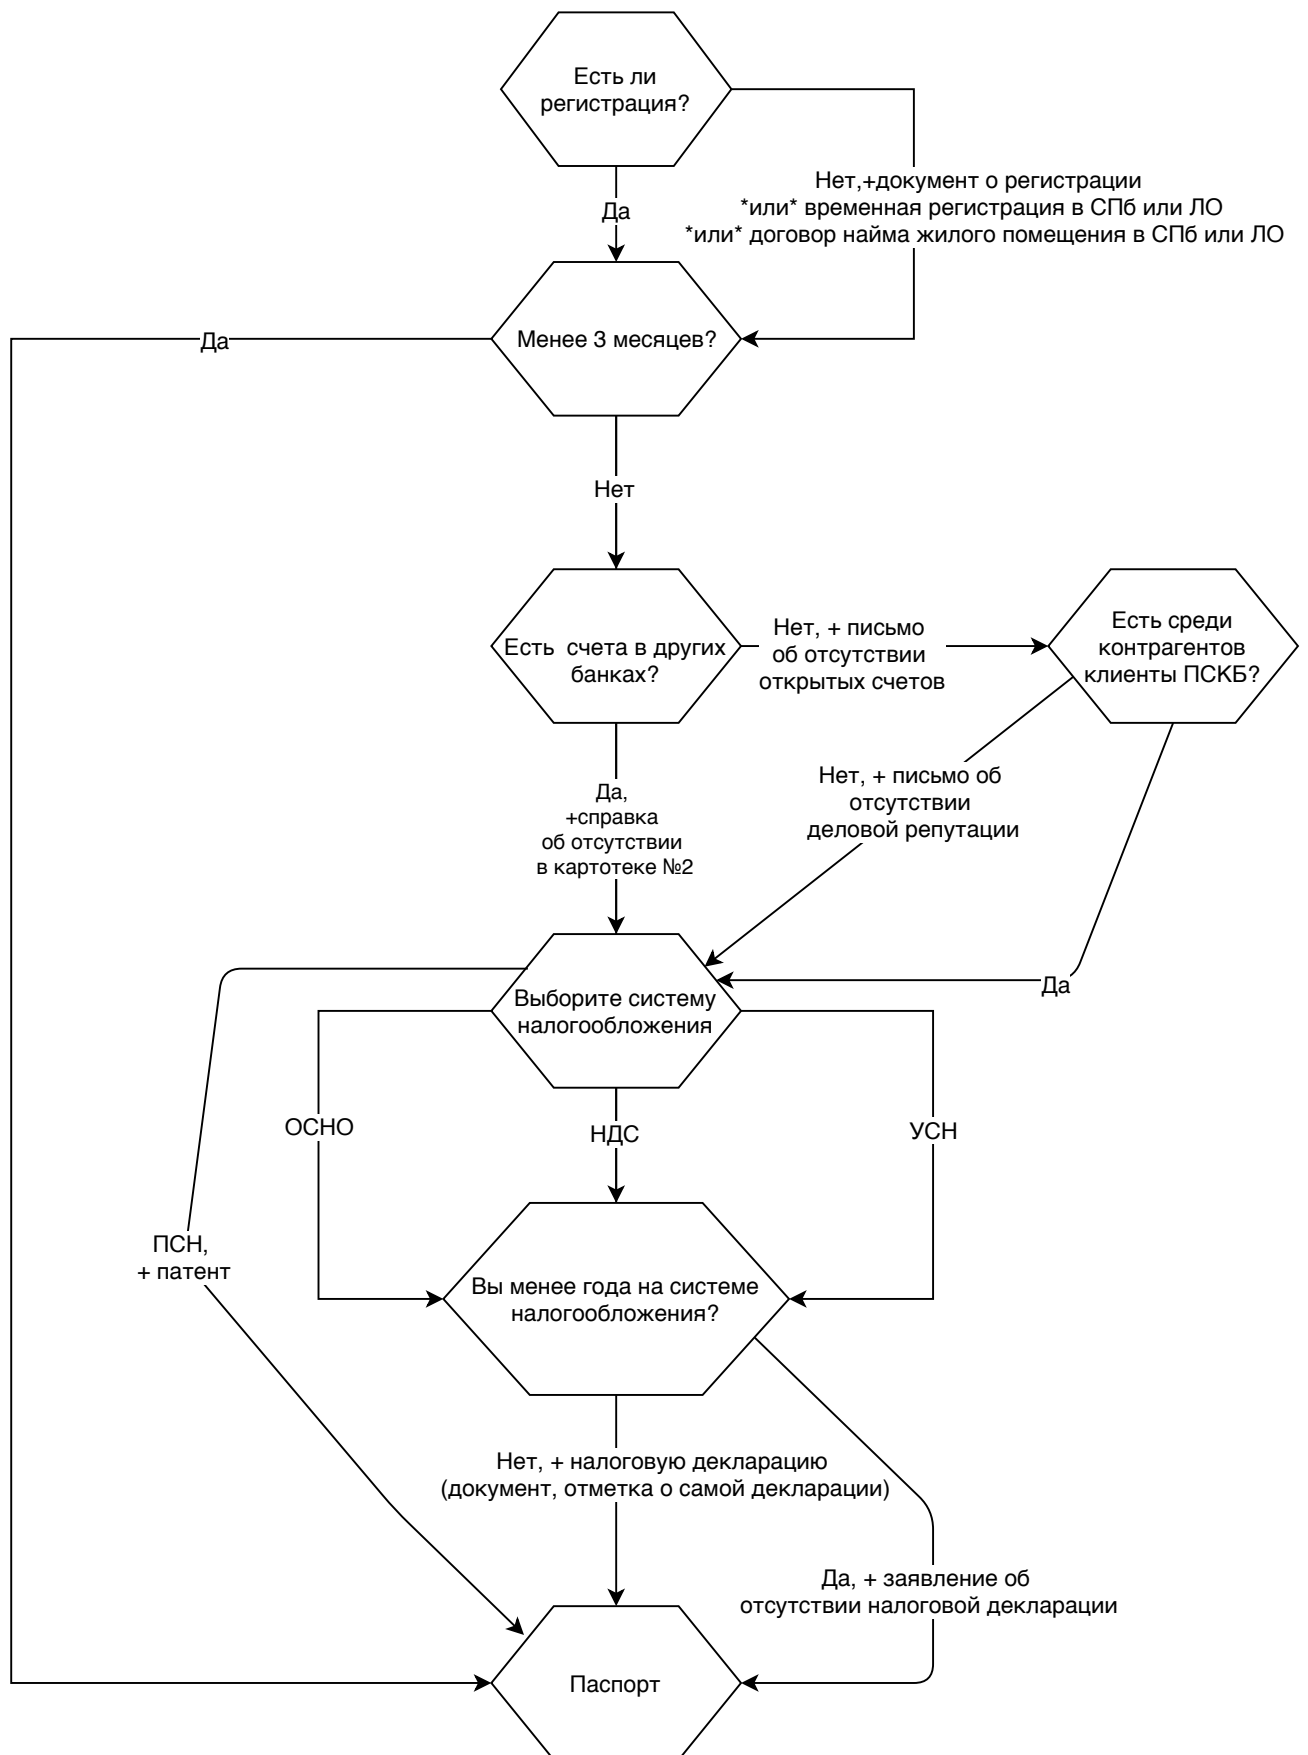 Есть ли
регистрация?
Нет,+документ о регистрации
*или* временная регистрация в СПб или ЛО
*или* договор найма жилого помещения в СПб или ЛО
Да
Менее 3 месяцев?
Да
Нет
Есть  счета в других
банках?
Нет, + письмо
об отсутствии
открытых счетов
Есть среди
контрагентов
клиенты ПСКБ?
Нет, + письмо об
отсутствии
деловой репутации
Да,
+справка
об отсутствии
в картотеке №2
Да
Выборите систему
налогообложения
ОСНО
НДС
УСН
ПСН,
+ патент
Вы менее года на системе
налогообложения?
Нет, + налоговую декларацию
(документ, отметка о самой декларации)
Да, + заявление об
отсутствии налоговой декларации
Паспорт